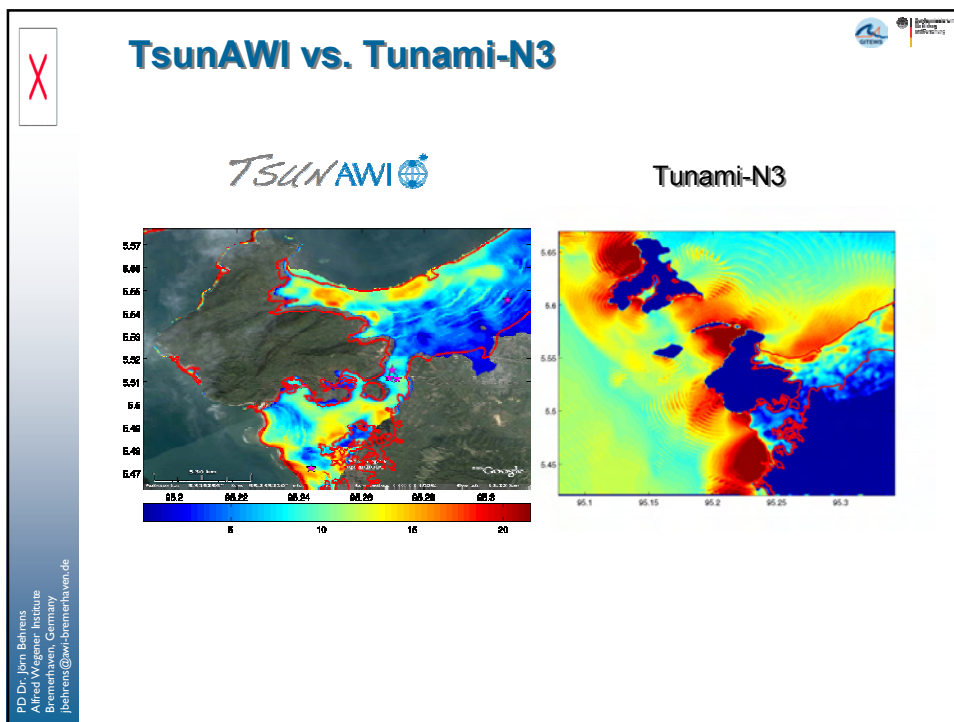 TsunAWI vs. Tunami-N3
GITEWS
TSUNAWI
Tunami-N3
5.57
5.56
5.55
5.54
5.53
5.52
5.51
5.5
5.49
5.48
5.47
Google
95.2 95.22 95.24 95.26 95.28 95.3
5 10 15 20
5.65
5.6
5.55
5.5
5.45
95.1 95.15 95.2 95.25 95.3
PD Dr. Jörn Behrens
Alfred Wegener Institute
Bremerhaven, Germany
jbehrens@awi-bremerhaven.de